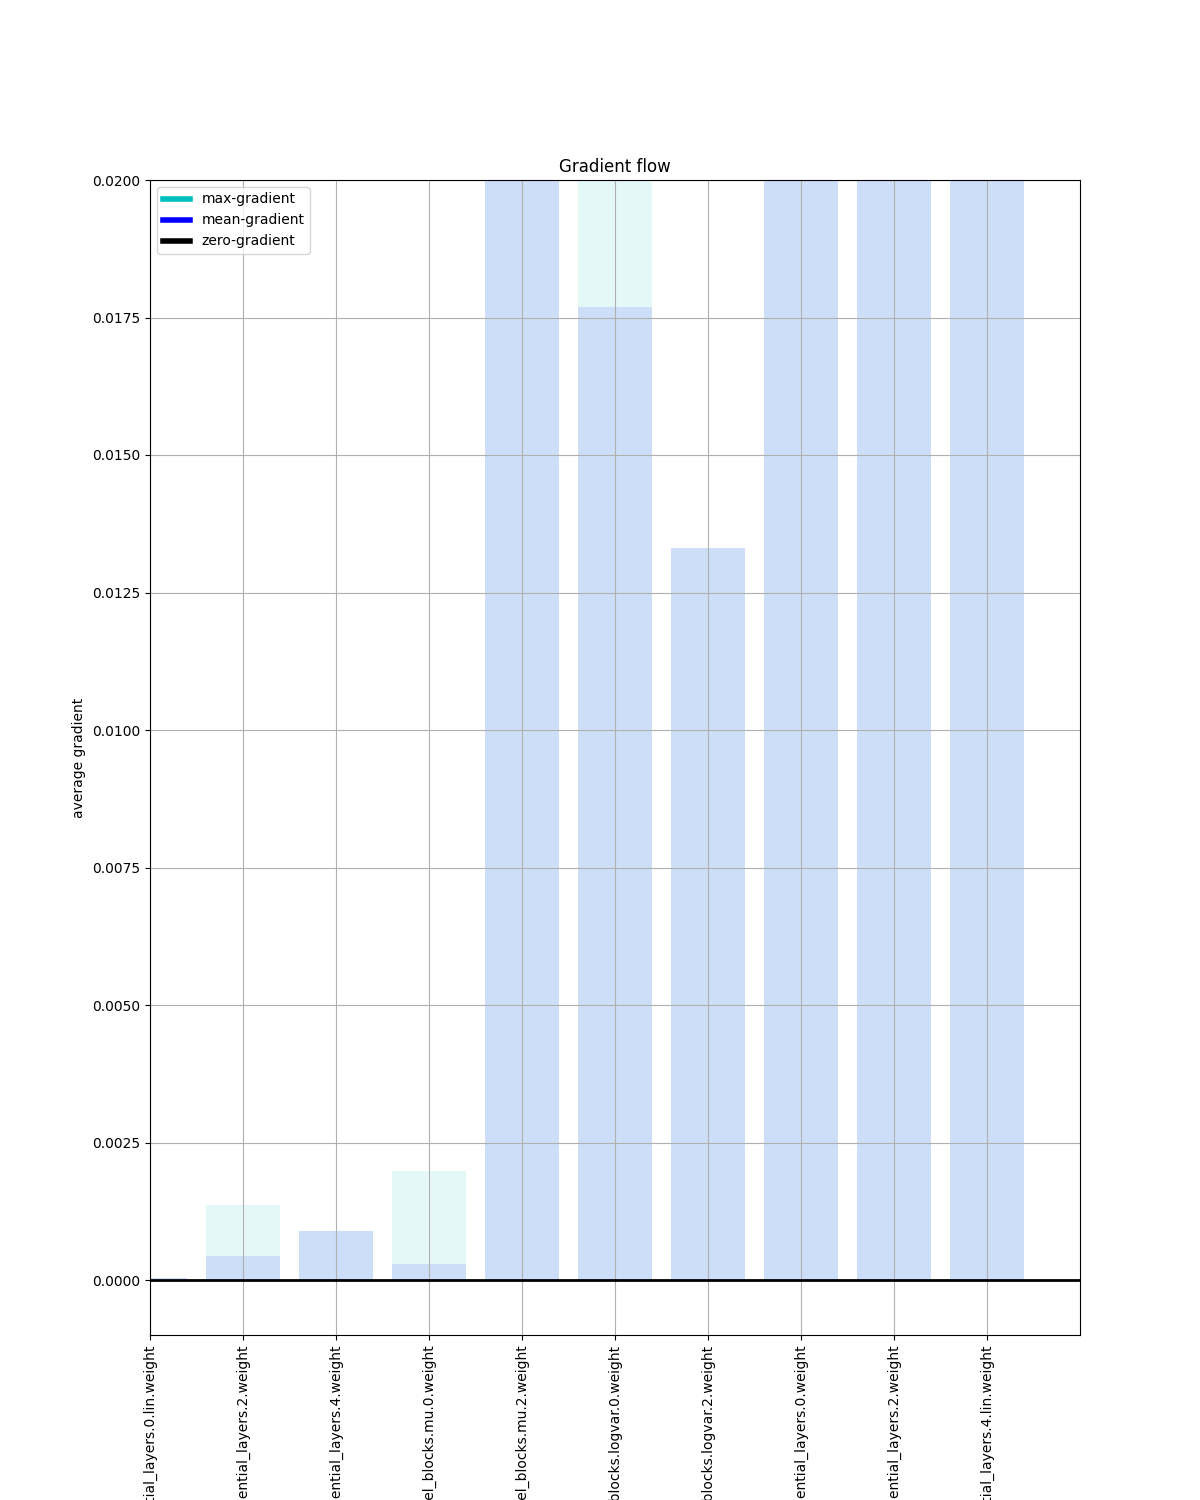 Gradient flow
max-gradient
mean-gradient
zero-gradient
0.0200
0.0175
0.0150
0.0125
0.0100
0.0075
0.0050
0.0025
0.0000
average gradient
tial_layers.0.lin.weight
ential_layers.2.weight
ential_layers.4.weight
el_blocks.mu.0.weight
el_blocks.mu.2.weight
blocks.logvar.0.weight
blocks.logvar.2.weight
ential_layers.0.weight
ential_layers.2.weight
tial_layers.4.lin.weight